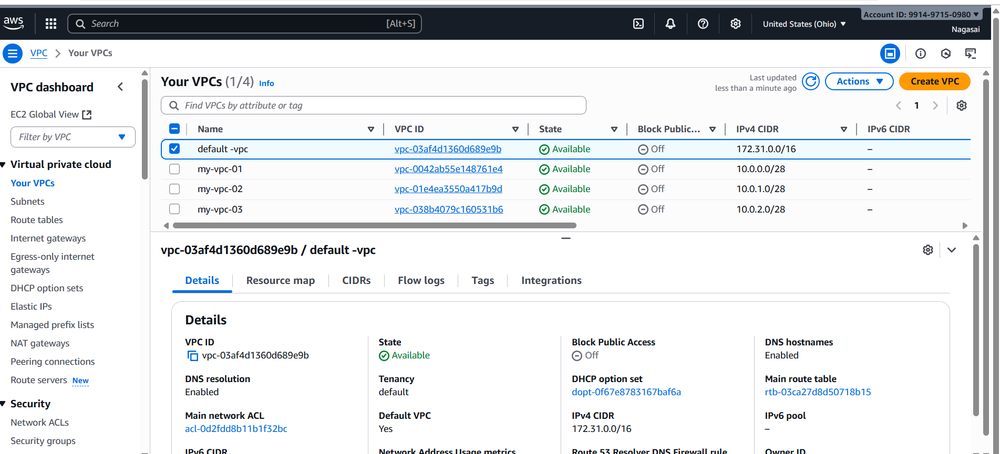 aws
Search
[Alt+S]
United States (Ohio)
Account ID: 9914-9715-0980
Nagasai
VPC
Your VPCs
VPC dashboard
EC2 Global View
Filter by VPC
Virtual private cloud
Your VPCs
Subnets
Route tables
Internet gateways
Egress-only internet
gateways
DHCP option sets
Elastic IPs
Managed prefix lists
NAT gateways
Peering connections
Route servers New
Security
Network ACLs
Security groups
Your VPCs (1/4) Info
Last updated
less than a minute ago
Actions
Create VPC
Find VPCs by attribute or tag
1
Name VPC ID State Block Public... IPv4 CIDR IPv6 CIDR
default -vpc vpc-03af4d1360d689e9b Available Off 172.31.0.0/16 –
my-vpc-01 vpc-0042ab55e148761e4 Available Off 10.0.0.0/28 –
my-vpc-02 vpc-01e4ea3550a417b9d Available Off 10.0.1.0/28 –
my-vpc-03 vpc-038b4079c160531b6 Available Off 10.0.2.0/28 –
vpc-03af4d1360d689e9b / default -vpc
Details Resource map CIDRs Flow logs Tags Integrations
Details
VPC ID State Block Public Access DNS hostnames
vpc-03af4d1360d689e9b Available Off Enabled
DNS resolution Tenancy DHCP option set Main route table
Enabled default dopt-0f67e8783167baf6a rtb-03ca27d8d50718b15
Main network ACL Default VPC IPv4 CIDR IPv6 pool
acl-0d2fdd8b11b1f32bc Yes 172.31.0.0/16 –
IPv6 CIDR Network Address Usage metrics Route 53 Resolver DNS Firewall rule Owner ID